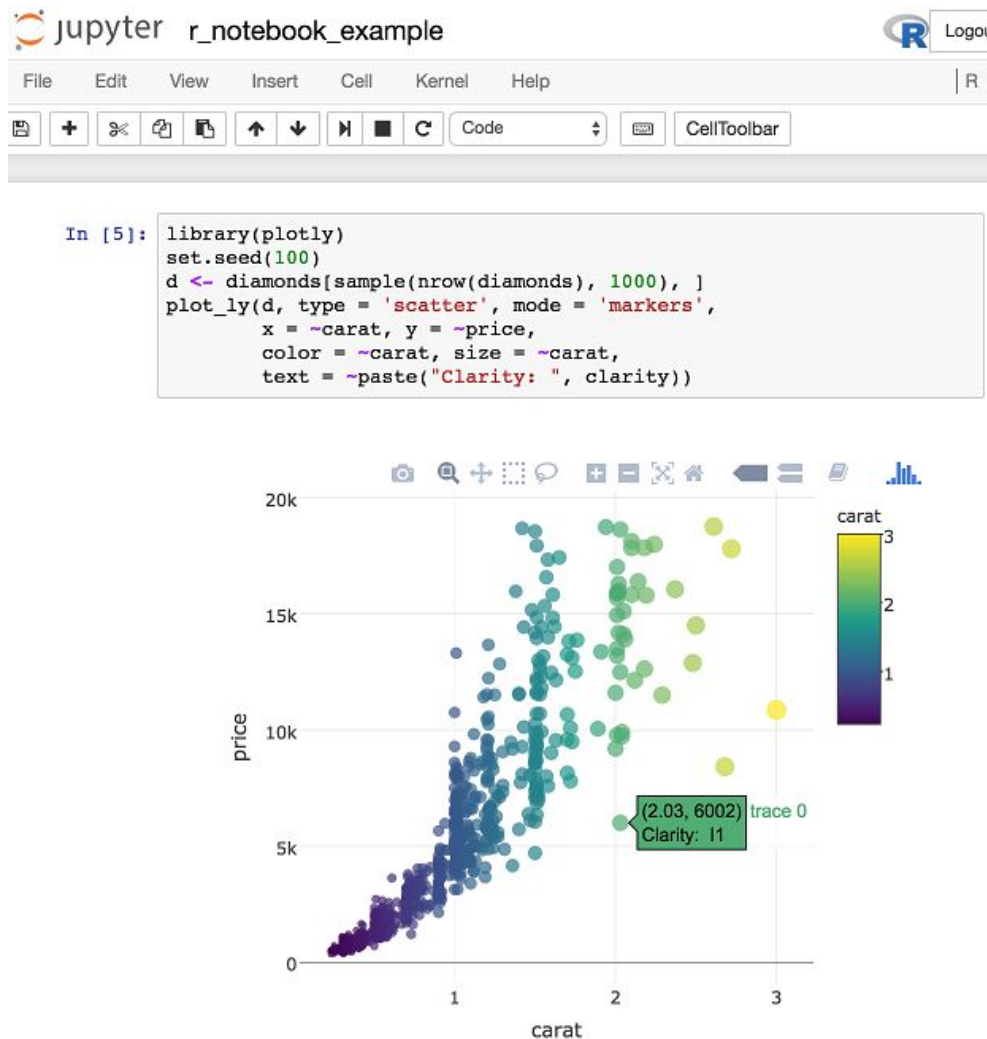 jupyter r_notebook_example R Logou
File Edit View Insert Cell Kernel Help R
Code CellToolbar
In [5]: library(plotly)
set.seed(100)
d <- diamonds[sample(nrow(diamonds), 1000), ]
plot_ly(d, type = 'scatter', mode = 'markers',
        x = ~carat, y = ~price,
        color = ~carat, size = ~carat,
        text = ~paste("Clarity: ", clarity))
20k
15k
10k
5k
0
price
1 2 3
carat
(2.03, 6002) trace 0
Clarity: I1
carat
3
2
1